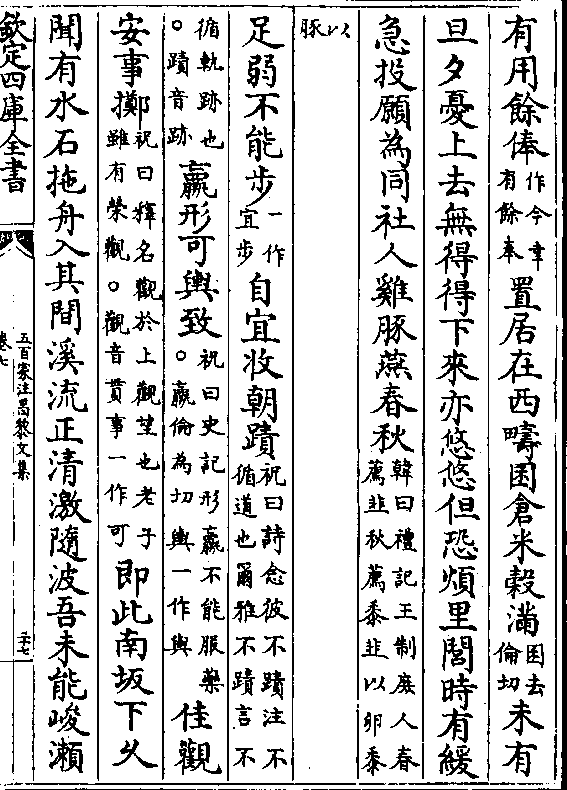 有用餘俸作今幸有餘奉置居在西疇囷倉米穀滿囷去倫切未有
旦夕憂上去無得得下來亦悠悠但恐煩里閭時有緩
急投願為同社人雞豚燕春秋韓曰禮記王制庶人春薦韭秋薦黍韭以卵黍
以豚
足弱不能步一作宜步自宜收朝蹟祝曰詩念彼不蹟注不循道也爾雅不蹟言不
循軌跡也。蹟音跡羸形可輿致祝曰史記形羸不能服藥。羸倫為切輿一作輿佳觀
安事擲祝曰釋名觀於上觀望也老子雖有榮觀。觀音貫事一作可即此南坂下久
聞有水石拖舟入其間溪流正清激隨波吾未能峻瀨
欽定四庫全書
五百家注昌黎文集
卷七